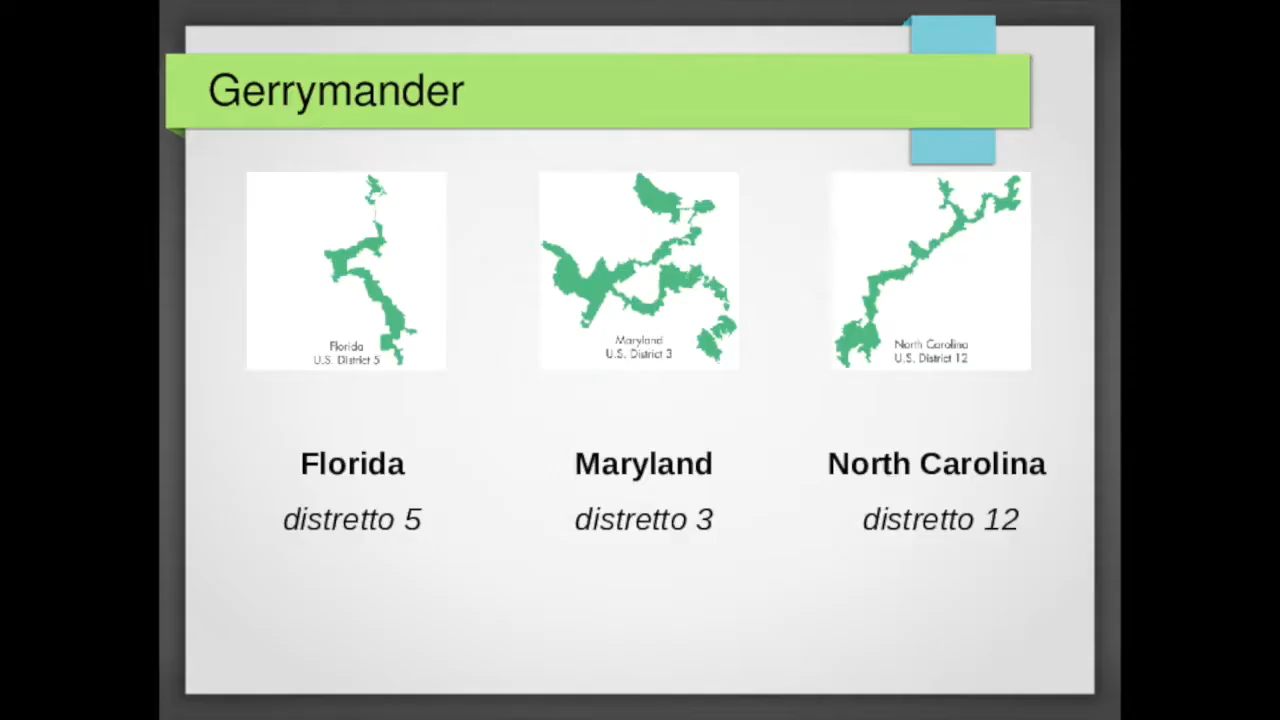 Gerrymander
Florida
U.S. District 5
Maryland
U.S. District 3
North Carolina
U.S. District 12
Florida
Maryland
North Carolina
distretto 5
distretto 3
distretto 12